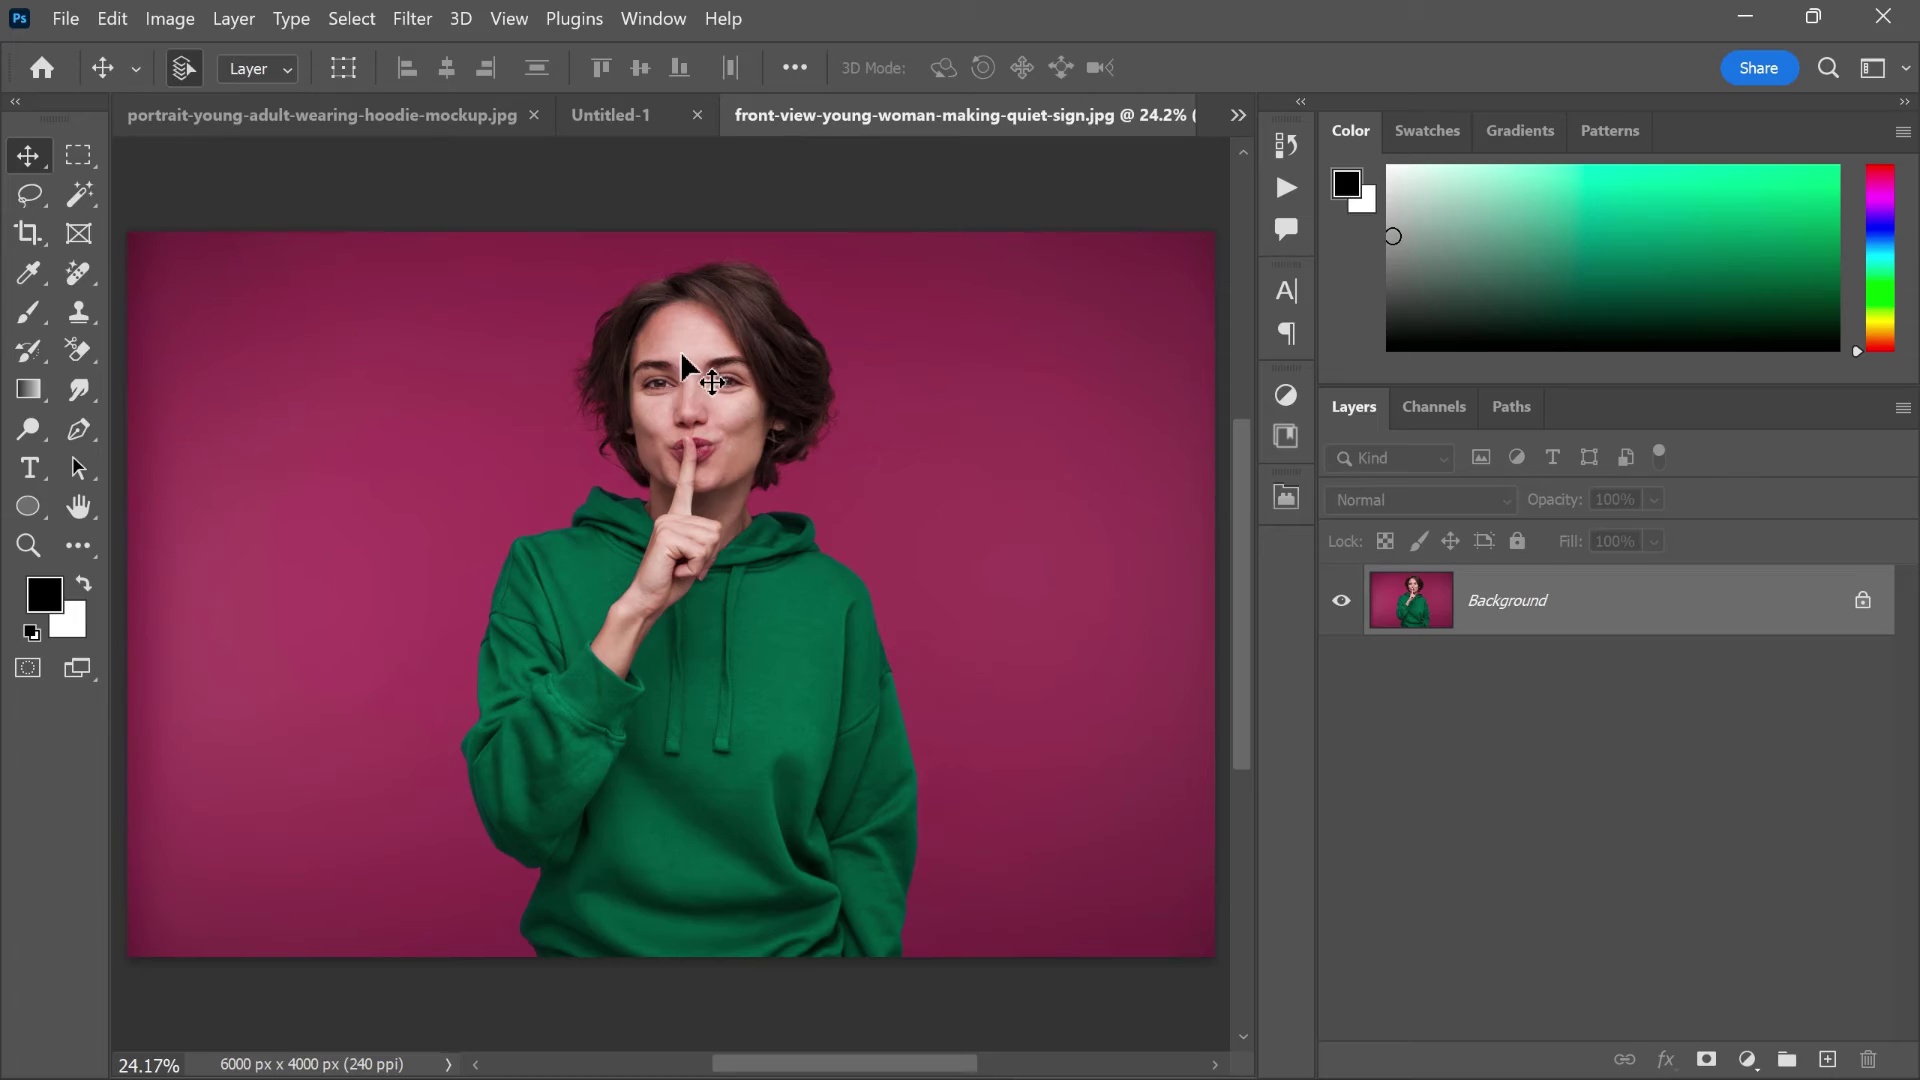 Ps File Edit Image Layer Type Select Filter 3D View Plugins Window Help
Layer 3D Mode: Share
portrait-young-adult-wearing-hoodie-mockup.jpg Untitled-1 front-view-young-woman-making-quiet-sign.jpg @ 24.2% (
Color Swatches Gradients Patterns
Layers Channels Paths
Kind
Normal Opacity: 100%
Lock: Fill: 100%
Background
24.17% 6000 px x 4000 px (240 ppi)